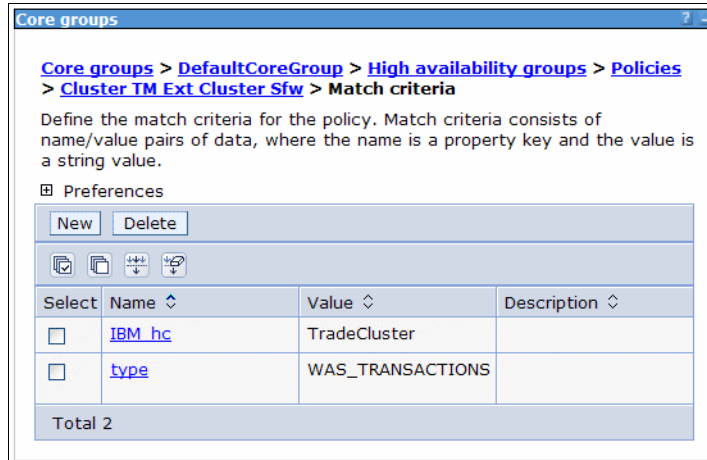 Core groups ? -
Core groups > DefaultCoreGroup > High availability groups > Policies
> Cluster TM Ext Cluster Sfw > Match criteria
Define the match criteria for the policy. Match criteria consists of
name/value pairs of data, where the name is a property key and the value is
a string value.
Preferences
New Delete
Select Name Value Description
IBM_hc TradeCluster
type WAS_TRANSACTIONS
Total 2